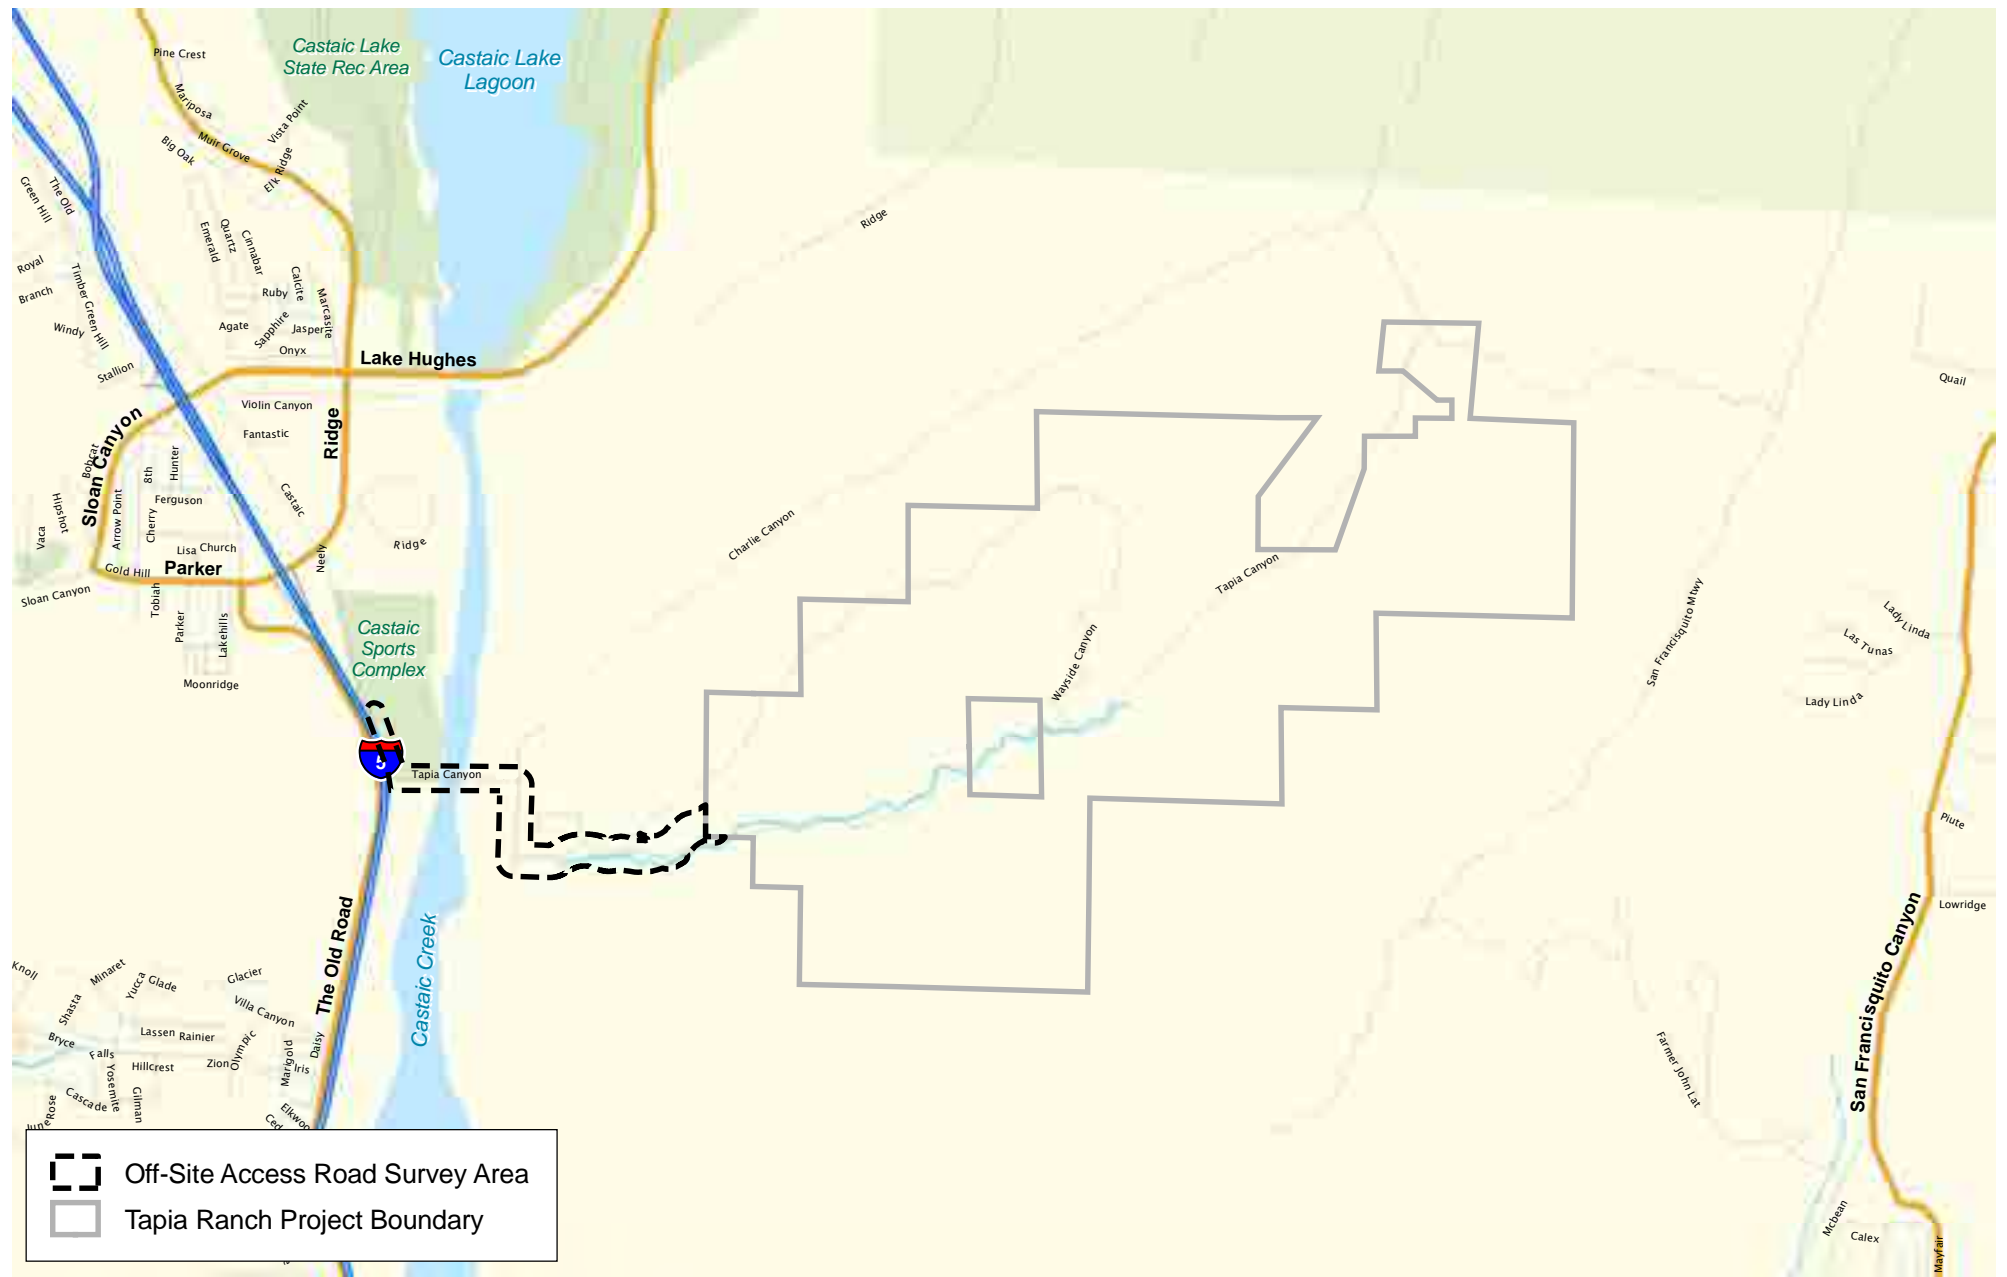 Pine Crest
Castaic Lake
State Rec Area
Castaic Lake
Lagoon
Mariposa
Vista Point
Big Oak
Muir Grove
Elk Ridge
Green Hill
The Old
Ridge
Emerald
Quartz
Cinnabar
Royal
Branch
Timber
Green Hill
Calcite
Ruby
Marcasite
Windy
Agate
Sapphire
Jasper
Onyx
Stallion
Lake Hughes
Quail
Sloan Canyon
Violin Canyon
Fantastic
Ridge
Bobcat
8th
Hunter
Hipshot
Vaca
Arrow Point
Cherry
Ferguson
Castaic
Lisa
Church
Neely
Ridge
Charlie Canyon
Gold Hill
Parker
Sloan Canyon
Tobiah
Parker
Lakehills
Tapia Canyon
San Francisquito Mtwy
Lady Linda
Las Tunas
Castaic
Sports
Complex
Moonridge
Wayside Canyon
Lady Linda
5
Tapia Canyon
Piute
The Old Road
Castaic Creek
San Francisquito Canyon
Lowridge
Knoll
Minaret
Yucca
Glade
Glacier
Shasta
Villa Canyon
Bryce
Lassen
Rainier
Olympic
Daisy
Falls
Yosemite
Hillcrest
Zion
Marigold
Iris
Farmer John Lat
Cascade
Gilman
June
Rose
Elkwoo
Ced
Off-Site Access Road Survey Area
Tapia Ranch Project Boundary
Mcbean
Calex
Mayfair